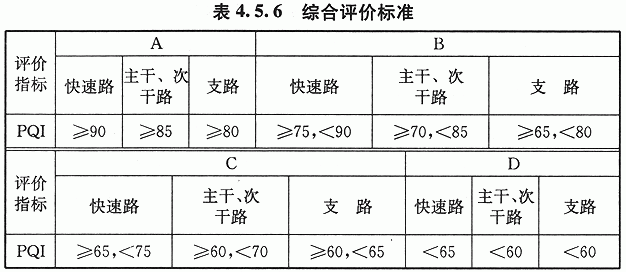 表 4.5.6 综合评价标准
评价指标 A B
快速路 主干、次干路 支路 快速路 主干、次干路 支 路
PQI ≥90 ≥85 ≥80 ≥75,<90 ≥70,<85 ≥65,<80
评价指标 C D
快速路 主干、次干路 支 路 快速路 主干、次干路 支路
PQI ≥65,<75 ≥60,<70 ≥60,<65 <65 <60 <60